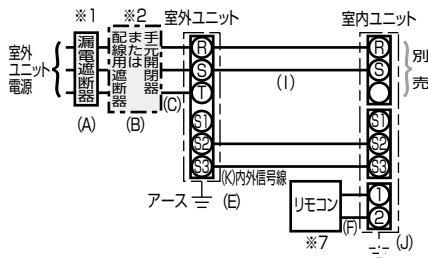 ※1
※2
室外ユニット
室内ユニット
室外
ユニット
電源
漏電遮断器
手元開閉器
または
配線用遮断器
(A)
(B)
(C)
R
S
T
S1
S2
S3
(I)
R
S
S1
S2
S3
1
2
別売
(K)内外信号線
(E)
アース
リモコン
※7
(F)
(J)